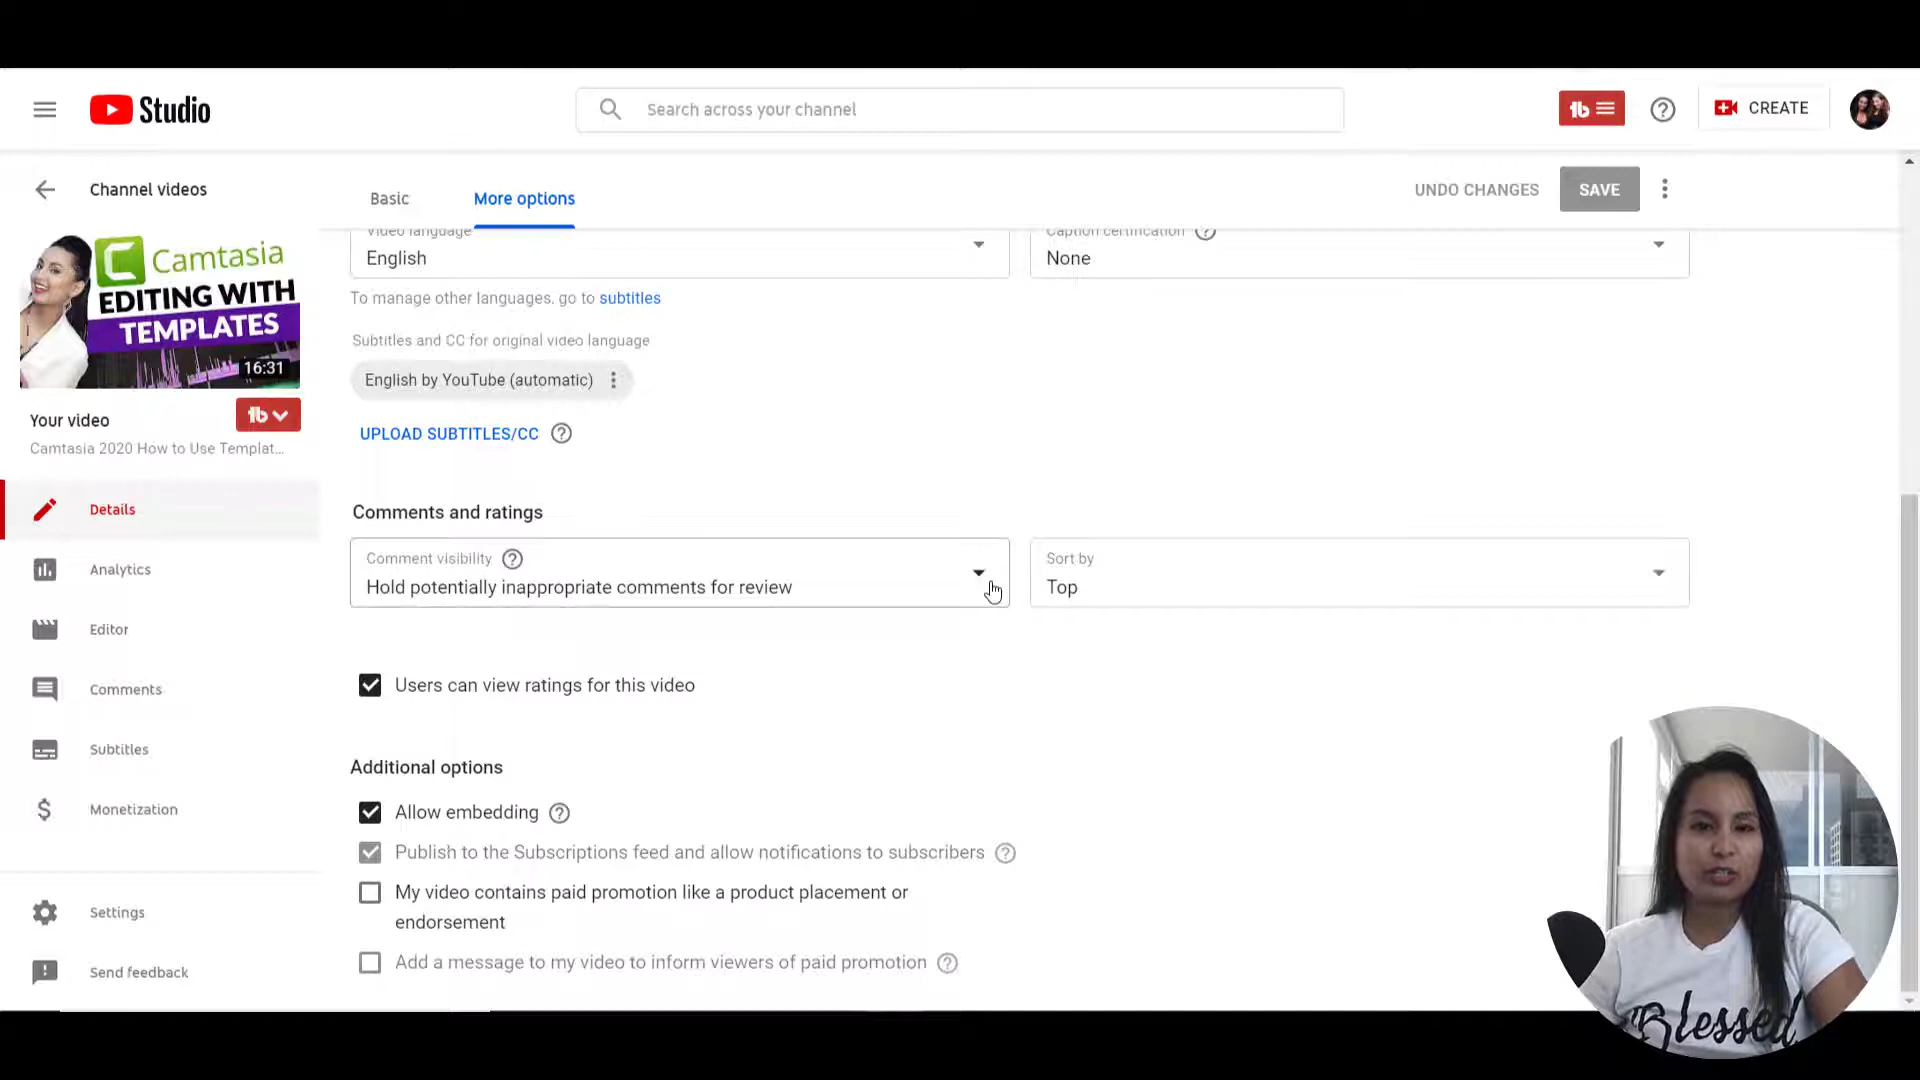 Studio
Search across your channel
tb
CREATE
Channel videos
Basic
More options
UNDO CHANGES
SAVE
Video language
English
Caption certification
None
To manage other languages, go to subtitles
Camtasia
EDITING WITH
TEMPLATES
16:31
Subtitles and CC for original video language
English by YouTube (automatic)
UPLOAD SUBTITLES/CC
Your video
tb
Camtasia 2020 How to Use Templat...
Details
Analytics
Editor
Comments
Subtitles
Monetization
Settings
Send feedback
Comments and ratings
Comment visibility
Hold potentially inappropriate comments for review
Sort by
Top
Users can view ratings for this video
Additional options
Allow embedding
Publish to the Subscriptions feed and allow notifications to subscribers
My video contains paid promotion like a product placement or
endorsement
Add a message to my video to inform viewers of paid promotion
Blessed